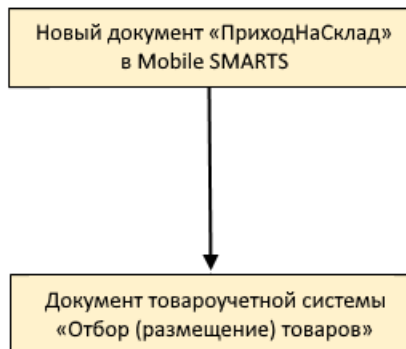 Новый документ «ПриходНаСклад»
в Mobile SMARTS
Документ товароучетной системы
«Отбор (размещение) товаров»